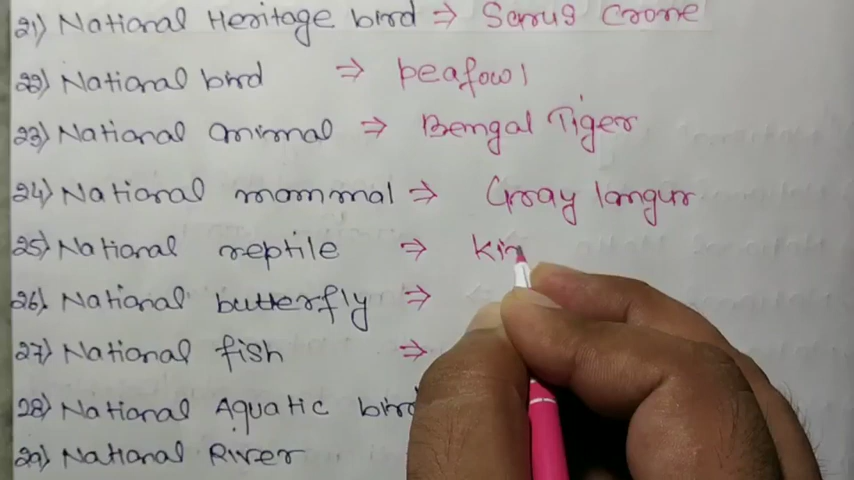 21) National Heritage bird ⇒ Sarus Crane
22) National bird ⇒ peafowl
23) National animal ⇒ Bengal Tiger
24) National mammal ⇒ Gray langur
25) National reptile ⇒ Kin
26) National butterfly ⇒
27) National fish ⇒
28) National Aquatic bird
29) National River